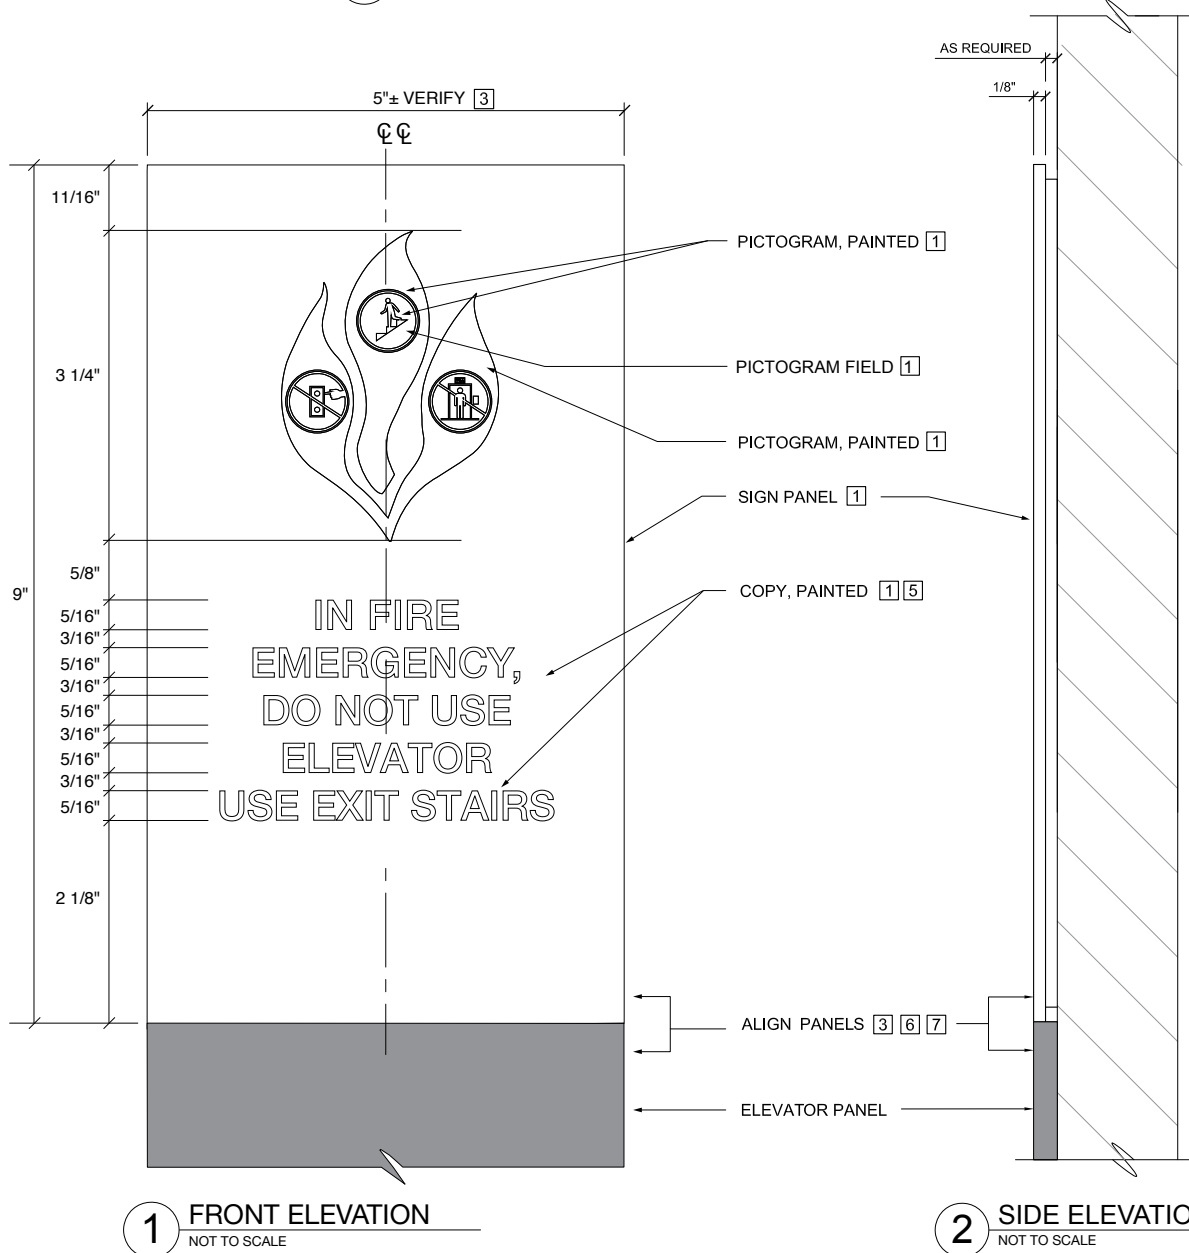 AS REQUIRED
1/8"
5"± VERIFY 3
℄ ℄
11/16"
PICTOGRAM, PAINTED 1
3 1/4"
PICTOGRAM FIELD 1
PICTOGRAM, PAINTED 1
SIGN PANEL 1
5/8"
9"
COPY, PAINTED 1 5
5/16"
3/16"
5/16"
3/16"
5/16"
3/16"
5/16"
3/16"
5/16"
IN FIRE
EMERGENCY,
DO NOT USE
ELEVATOR
USE EXIT STAIRS
2 1/8"
ALIGN PANELS 3 6 7
ELEVATOR PANEL
1 FRONT ELEVATION
NOT TO SCALE
2 SIDE ELEVATIO
NOT TO SCALE